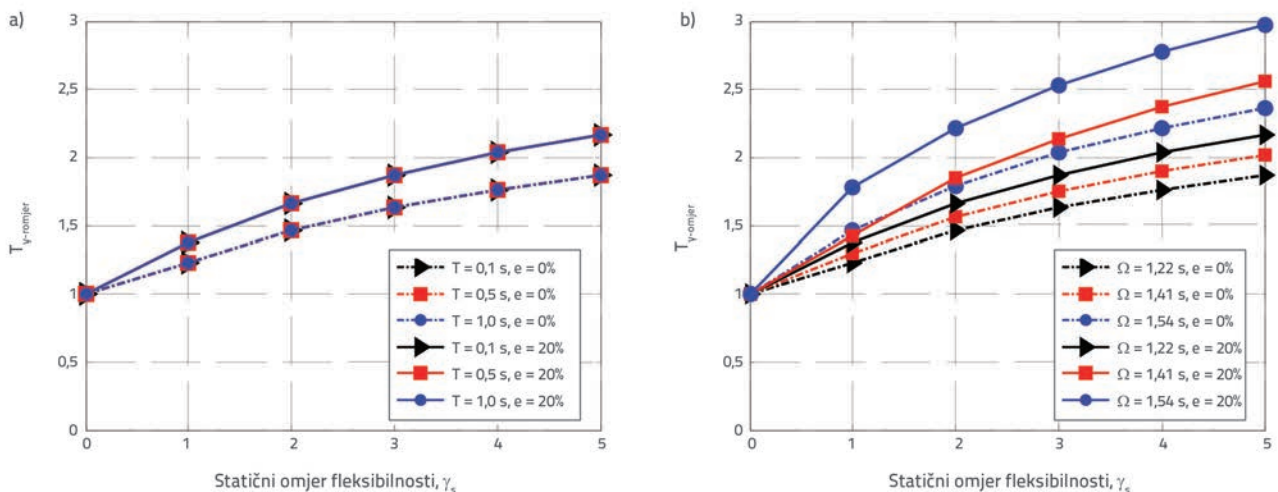 a)
3
2,5
2
1,5
1
0,5
0
T y-romjer
0 1 2 3 4 5
Statični omjer fleksibilnosti, γs
T = 0,1 s, e = 0%
T = 0,5 s, e = 0%
T = 1,0 s, e = 0%
T = 0,1 s, e = 20%
T = 0,5 s, e = 20%
T = 1,0 s, e = 20%
b)
3
2,5
2
1,5
1
0,5
0
T y-omjer
0 1 2 3 4 5
Statični omjer fleksibilnosti, γs
Ω = 1,22 s, e = 0%
Ω = 1,41 s, e = 0%
Ω = 1,54 s, e = 0%
Ω = 1,22 s, e = 20%
Ω = 1,41 s, e = 20%
Ω = 1,54 s, e = 20%